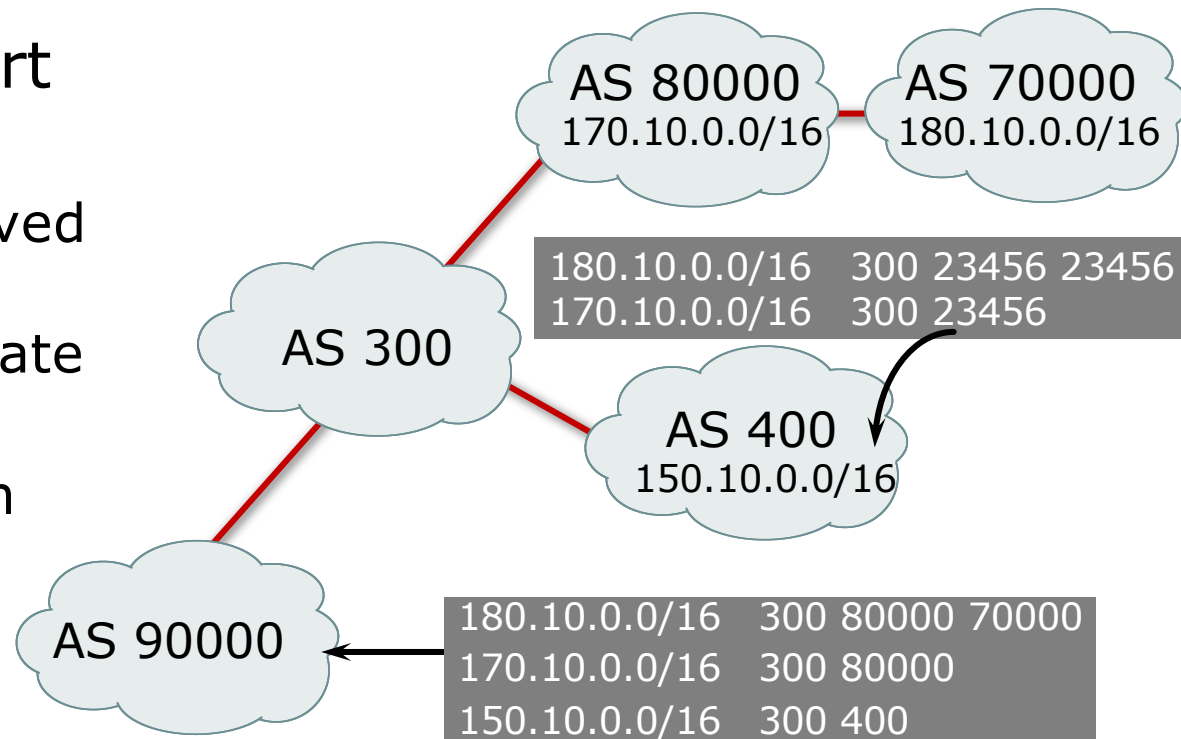 rt
ved
ate
n
AS 80000
170.10.0.0/16
AS 70000
180.10.0.0/16
180.10.0.0/16 300 23456 23456
170.10.0.0/16 300 23456
AS 300
AS 400
150.10.0.0/16
AS 90000
180.10.0.0/16 300 80000 70000
170.10.0.0/16 300 80000
150.10.0.0/16 300 400